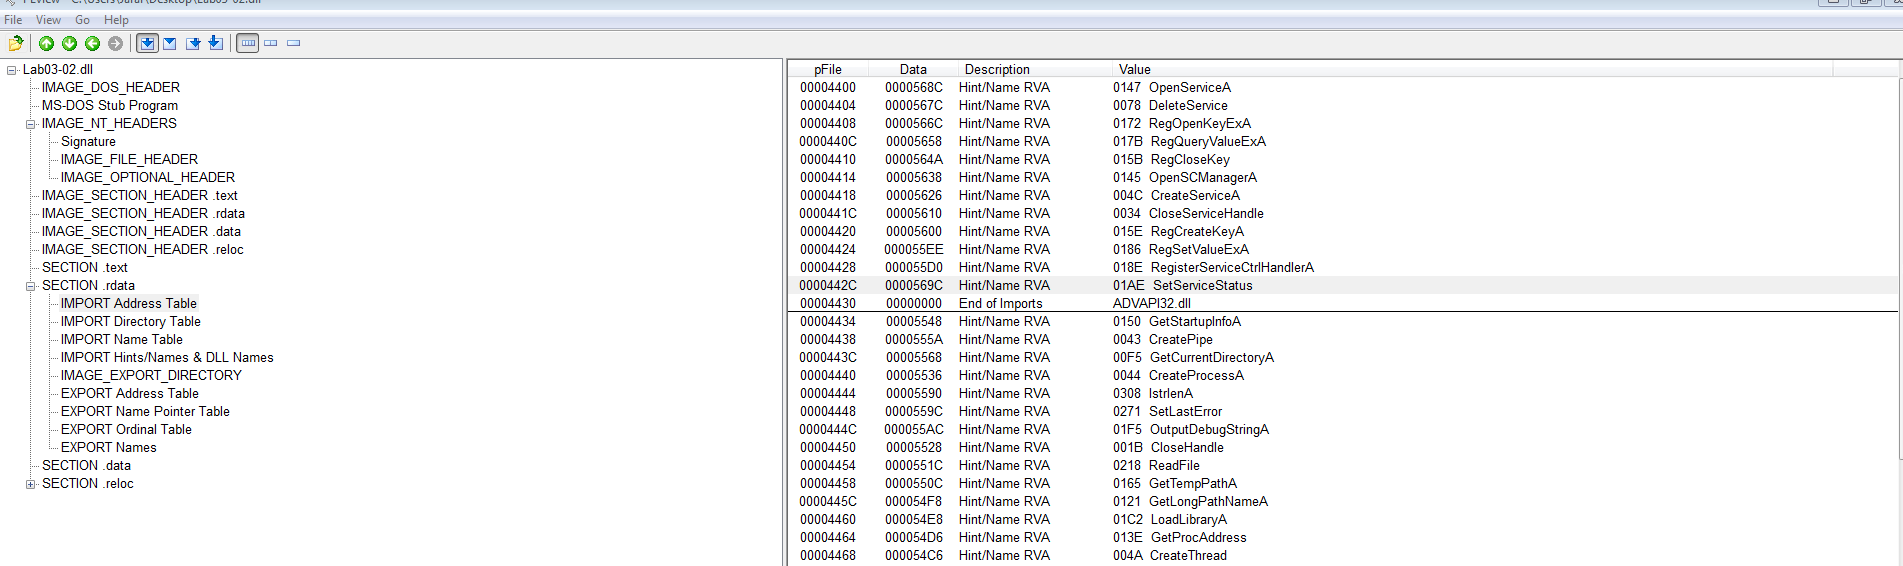 File View Go Help
Lab03-02.dll
IMAGE_DOS_HEADER
MS-DOS Stub Program
IMAGE_NT_HEADERS
Signature
IMAGE_FILE_HEADER
IMAGE_OPTIONAL_HEADER
IMAGE_SECTION_HEADER .text
IMAGE_SECTION_HEADER .rdata
IMAGE_SECTION_HEADER .data
IMAGE_SECTION_HEADER .reloc
SECTION .text
SECTION .rdata
IMPORT Address Table
IMPORT Directory Table
IMPORT Name Table
IMPORT Hints/Names & DLL Names
IMAGE_EXPORT_DIRECTORY
EXPORT Address Table
EXPORT Name Pointer Table
EXPORT Ordinal Table
EXPORT Names
SECTION .data
SECTION .reloc
pFile Data Description Value
00004400 0000568C Hint/Name RVA 0147 OpenServiceA
00004404 0000567C Hint/Name RVA 0078 DeleteService
00004408 0000566C Hint/Name RVA 0172 RegOpenKeyExA
0000440C 00005658 Hint/Name RVA 017B RegQueryValueExA
00004410 0000564A Hint/Name RVA 015B RegCloseKey
00004414 00005638 Hint/Name RVA 0145 OpenSCManagerA
00004418 00005626 Hint/Name RVA 004C CreateServiceA
0000441C 00005610 Hint/Name RVA 0034 CloseServiceHandle
00004420 00005600 Hint/Name RVA 015E RegCreateKeyA
00004424 000055EE Hint/Name RVA 0186 RegSetValueExA
00004428 000055D0 Hint/Name RVA 018E RegisterServiceCtrlHandlerA
0000442C 0000569C Hint/Name RVA 01AE SetServiceStatus
00004430 00000000 End of Imports ADVAPI32.dll
00004434 00005548 Hint/Name RVA 0150 GetStartupInfoA
00004438 0000555A Hint/Name RVA 0043 CreatePipe
0000443C 00005568 Hint/Name RVA 00F5 GetCurrentDirectoryA
00004440 00005536 Hint/Name RVA 0044 CreateProcessA
00004444 00005590 Hint/Name RVA 0308 lstrlenA
00004448 0000559C Hint/Name RVA 0271 SetLastError
0000444C 000055AC Hint/Name RVA 01F5 OutputDebugStringA
00004450 00005528 Hint/Name RVA 001B CloseHandle
00004454 0000551C Hint/Name RVA 0218 ReadFile
00004458 0000550C Hint/Name RVA 0165 GetTempPathA
0000445C 000054F8 Hint/Name RVA 0121 GetLongPathNameA
00004460 000054E8 Hint/Name RVA 01C2 LoadLibraryA
00004464 000054D6 Hint/Name RVA 013E GetProcAddress
00004468 000054C6 Hint/Name RVA 004A CreateThread